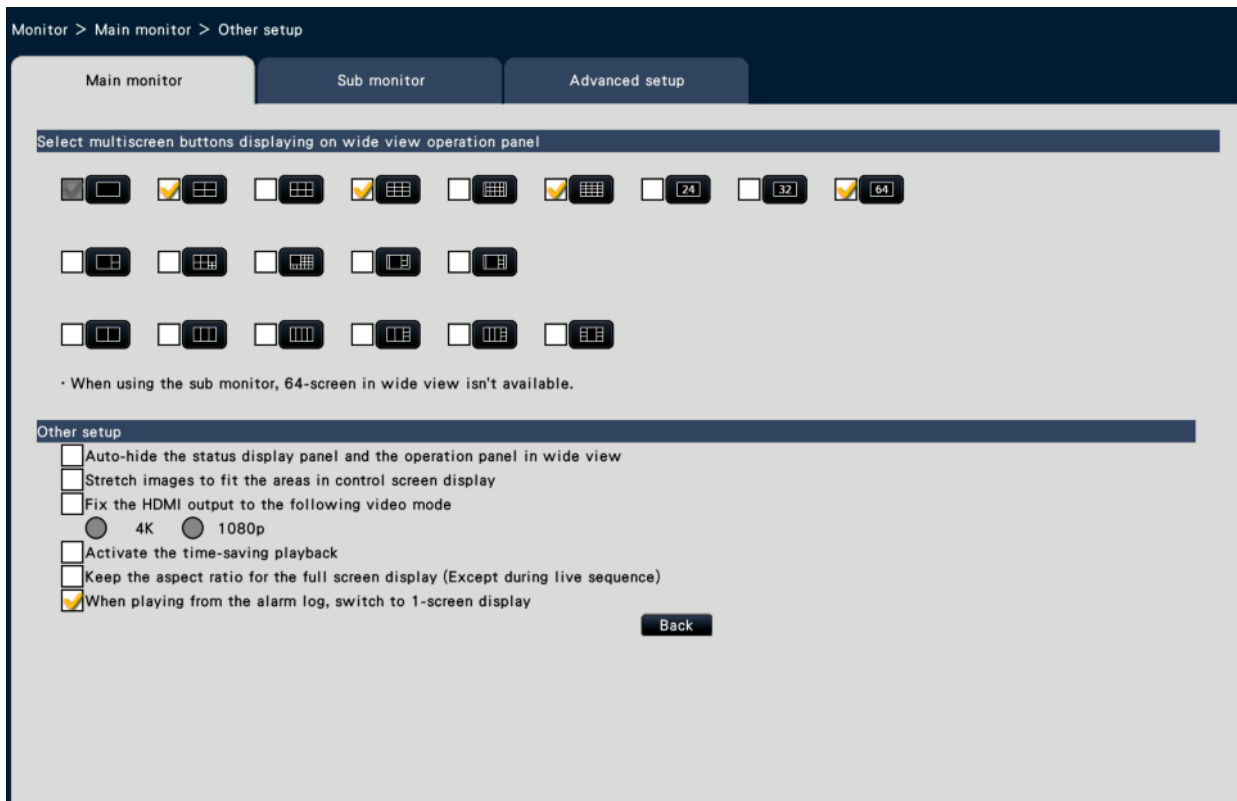 Monitor > Main monitor > Other setup
Main monitor Sub monitor Advanced setup
Select multiscreen buttons displaying on wide view operation panel
24 32 64
· When using the sub monitor, 64-screen in wide view isn't available.
Other setup
Auto-hide the status display panel and the operation panel in wide view
Stretch images to fit the areas in control screen display
Fix the HDMI output to the following video mode
4K 1080p
Activate the time-saving playback
Keep the aspect ratio for the full screen display (Except during live sequence)
When playing from the alarm log, switch to 1-screen display
Back